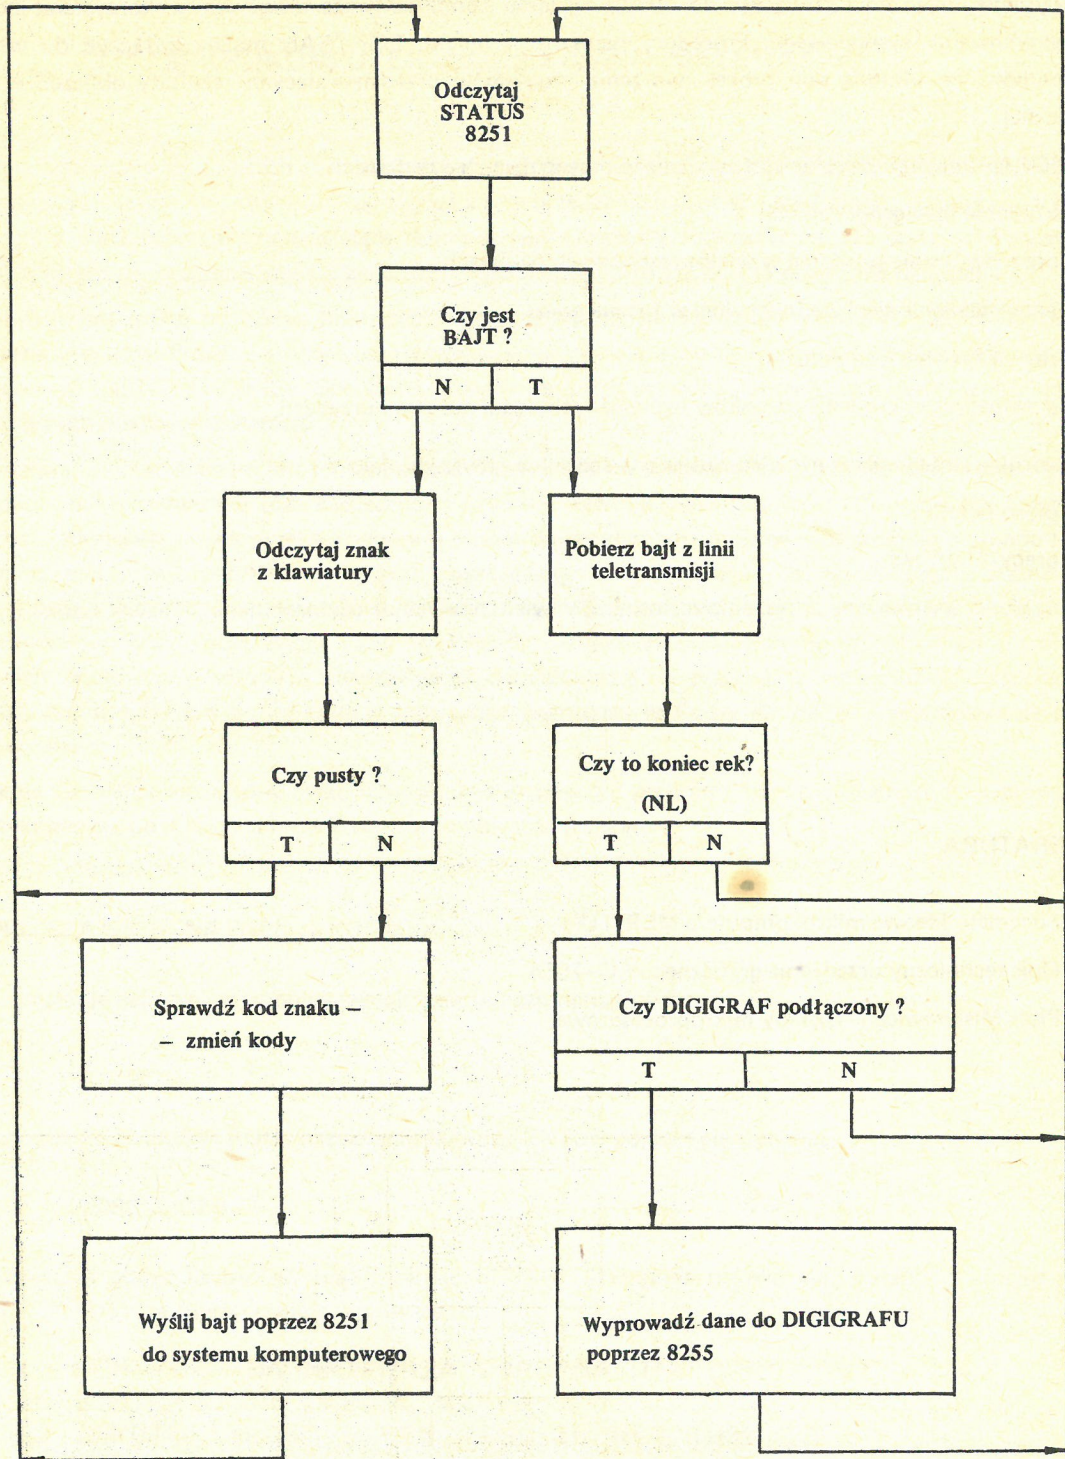 Odczytaj
STATUS
8251
Czy jest
BAJT ?
N T
Odczytaj znak
z klawiatury
Pobierz bajt z linii
teletransmisji
Czy pusty ?
T N
Czy to koniec rek?
(NL)
T N
Sprawdź kod znaku –
– zmień kody
Czy DIGIGRAF podłączony ?
T N
Wyślij bajt poprzez 8251
do systemu komputerowego
Wyprowadź dane do DIGIGRAFU
poprzez 8255